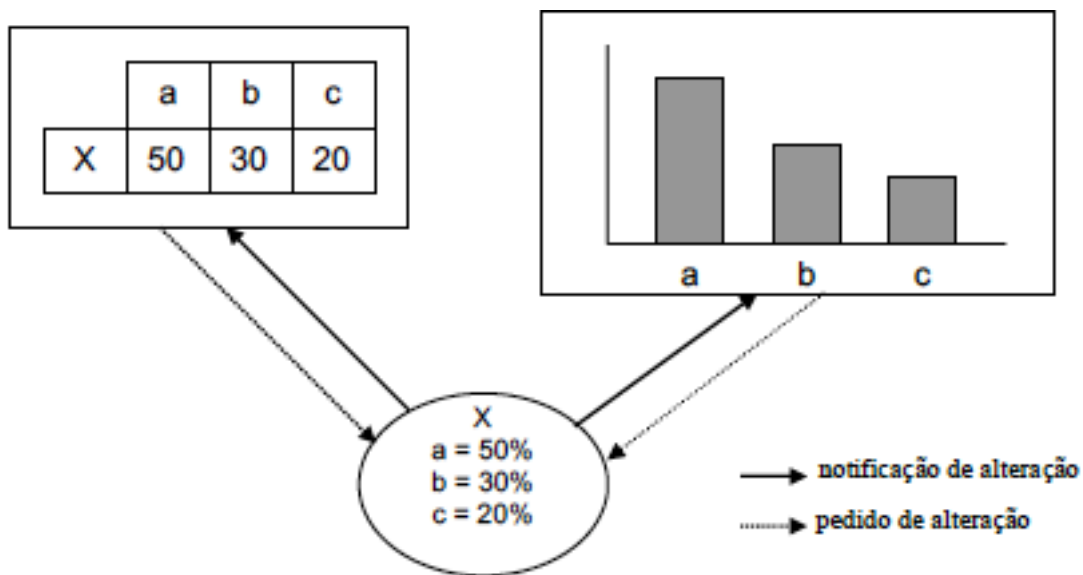 a b c
X 50 30 20
a b c
X
a = 50%
b = 30%
c = 20%
notificação de alteração
pedido de alteração